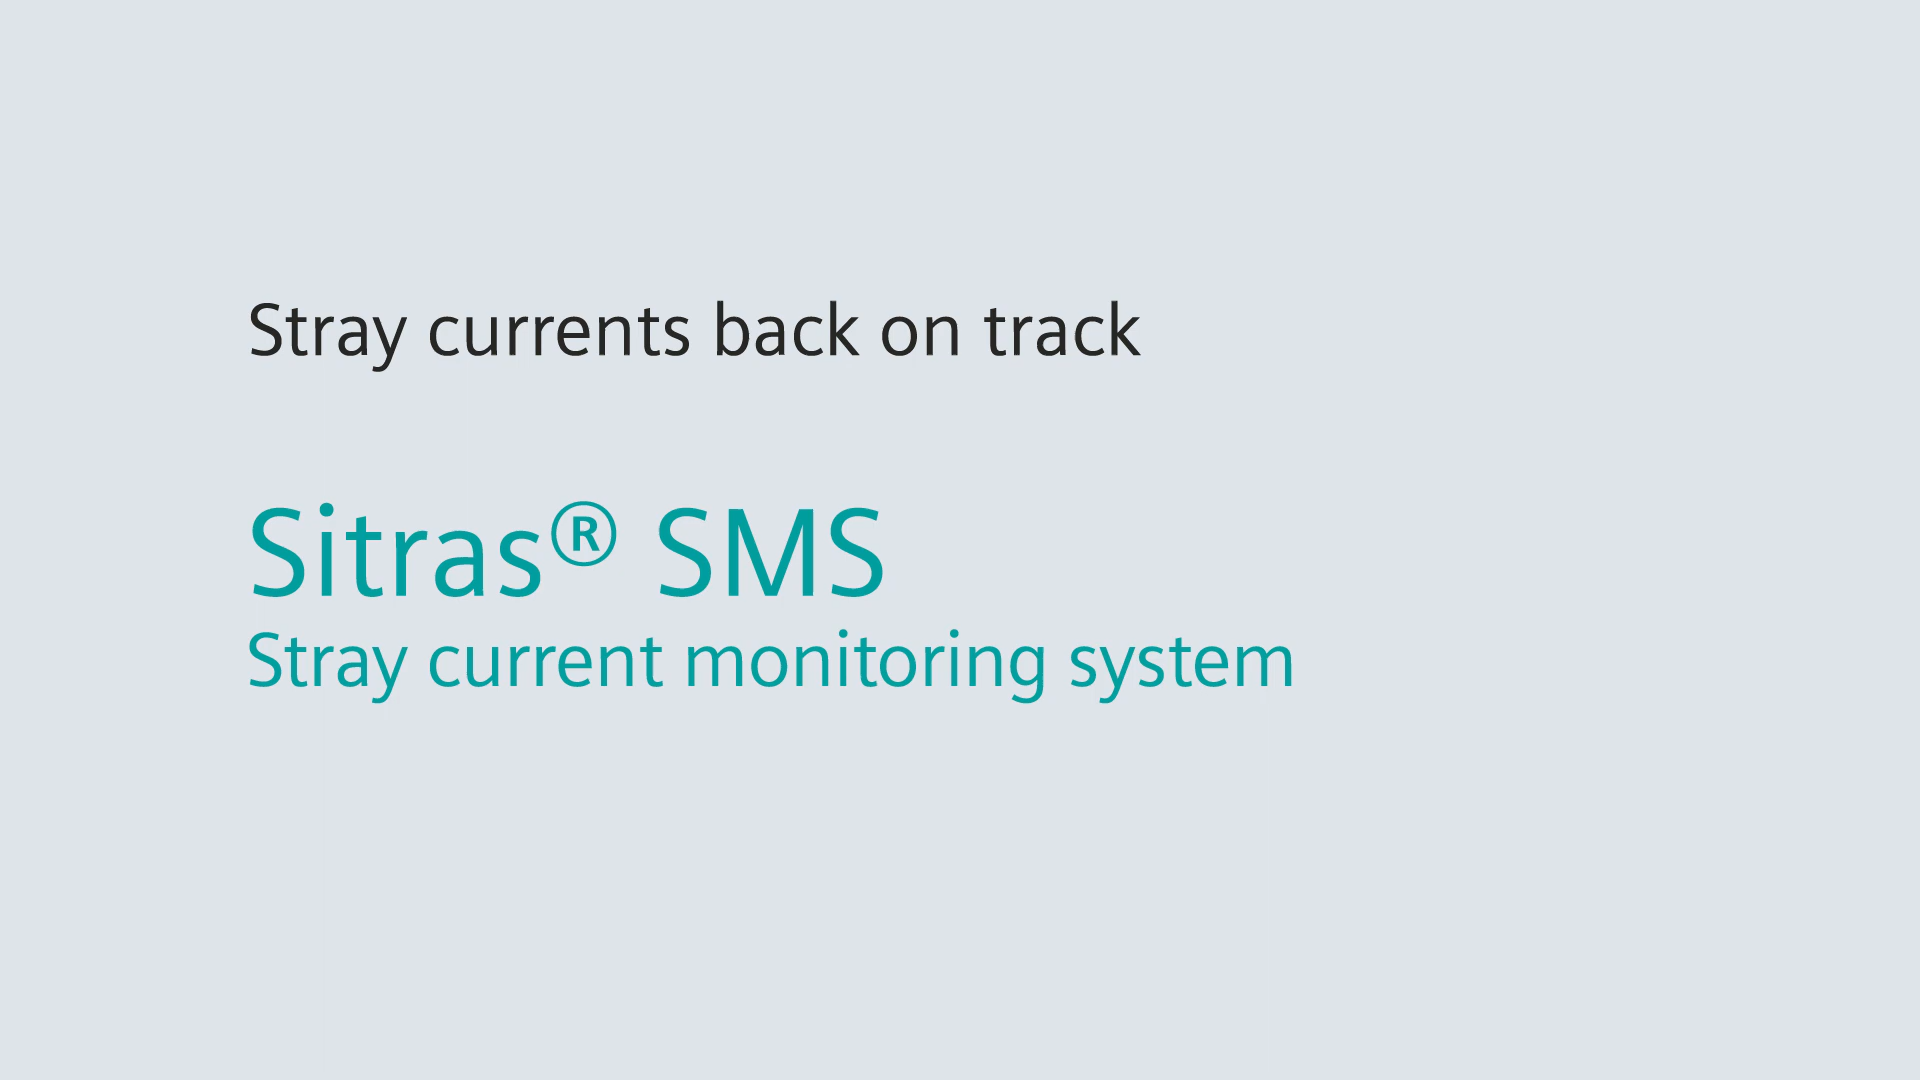 Stray currents back on track
Sitras® SMS
Stray current monitoring system